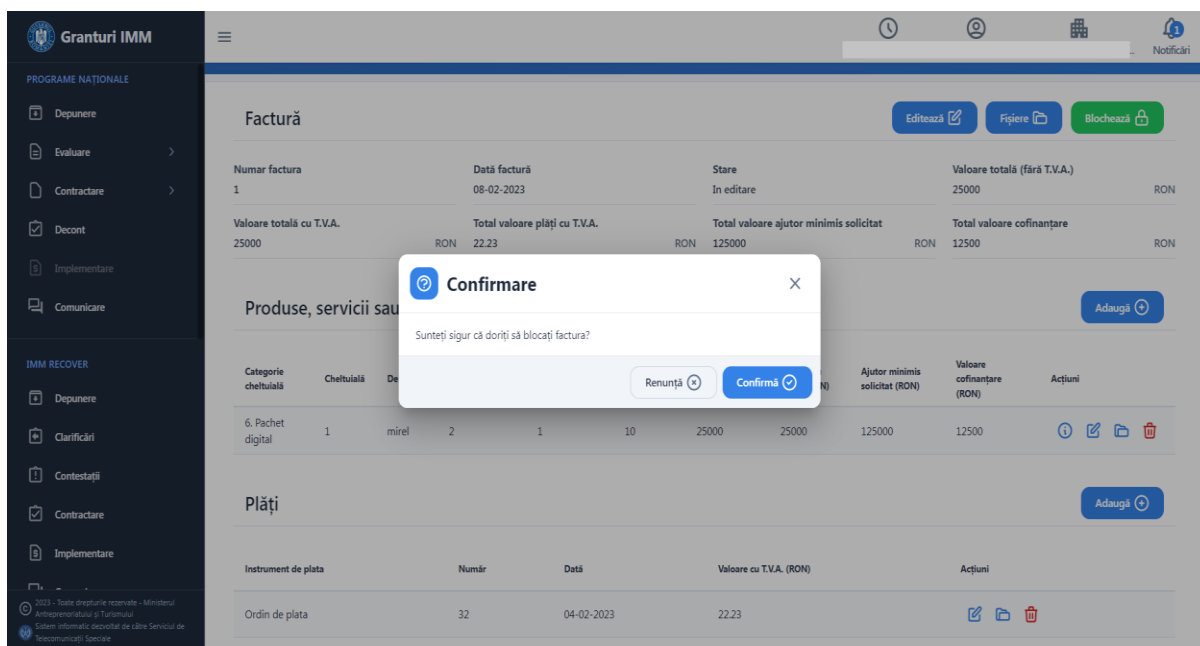 Granturi IMM
Notificări
1
PROGRAME NAȚIONALE
Depunere
Evaluare
Contractare
Decont
Implementare
Comunicare
IMM RECOVER
Depunere
Clarificări
Contestații
Contractare
Implementare
2023 - Toate drepturile rezervate - Ministerul
Antreprenoriatului și Turismului
Sistem informatic dezvoltat de către Serviciul de
Telecomunicații Speciale
Factură
Editează
Fișiere
Blochează
Numar factura
Dată factură
Stare
Valoare totală (fără T.V.A.)
1
08-02-2023
In editare
25000 RON
Valoare totală cu T.V.A.
Total valoare plăți cu T.V.A.
Total valoare ajutor minimis solicitat
Total valoare cofinanțare
25000 RON
22.23 RON
125000 RON
12500 RON
Confirmare
Sunteți sigur că doriți să blocați factura?
Renunță
Confirmă
Produse, servicii sau
Adaugă
Categorie
cheltuială
Cheltuială
De
N)
Ajutor minimis
solicitat (RON)
Valoare
cofinanțare
(RON)
Acțiuni
6. Pachet
digital
1
mirel
2
1
10
25000
25000
125000
12500
Plăți
Adaugă
Instrument de plata
Număr
Dată
Valoare cu T.V.A. (RON)
Acțiuni
Ordin de plata
32
04-02-2023
22.23